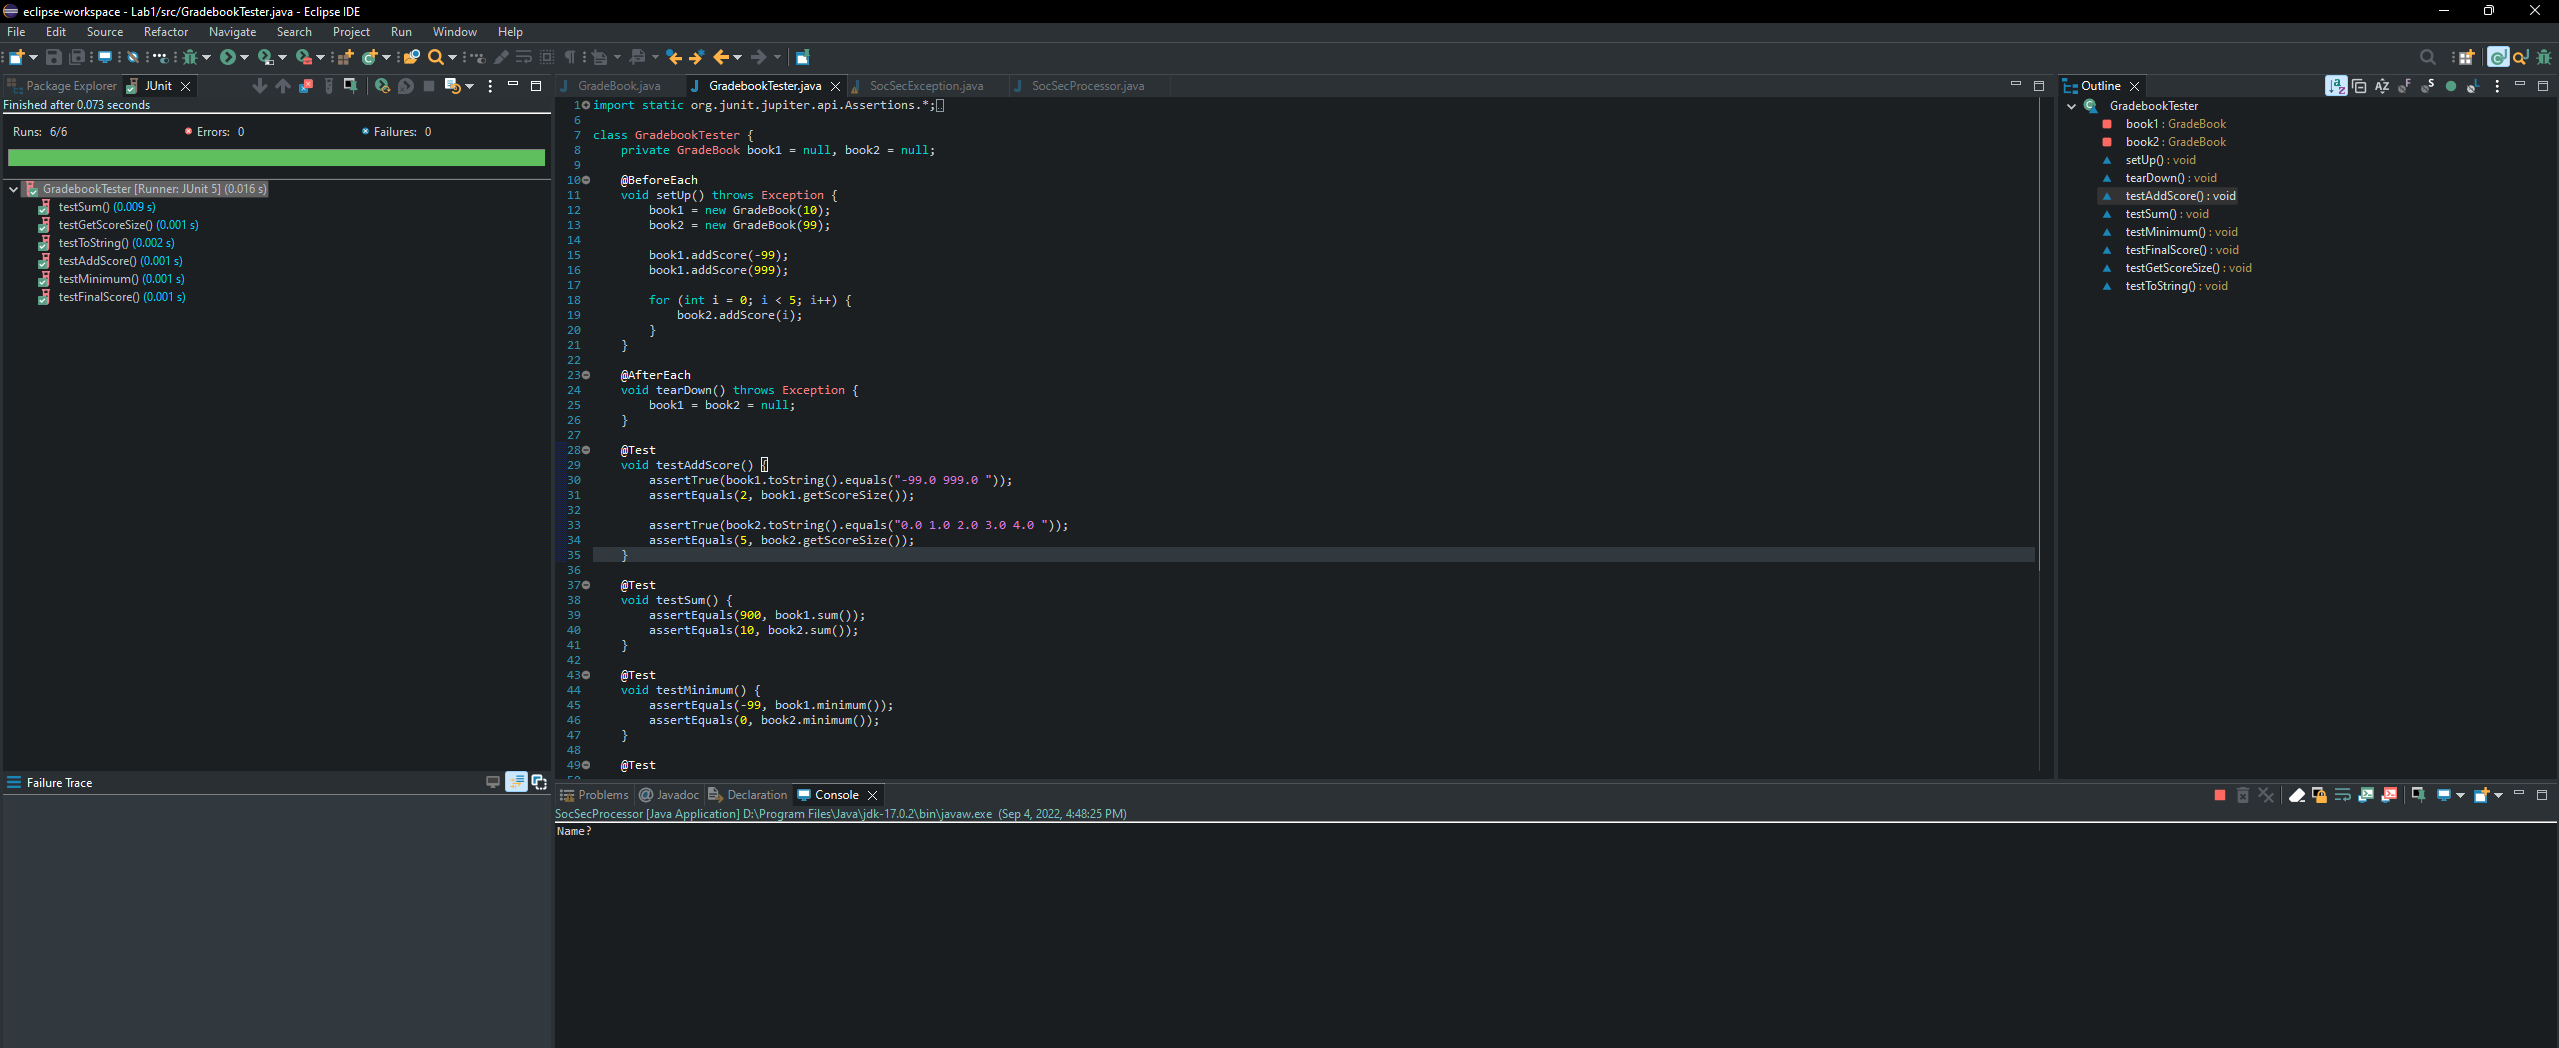 eclipse-workspace - Lab1/src/GradebookTester.java - Eclipse IDE
File Edit Source Refactor Navigate Search Project Run Window Help
Package Explorer JUnit
Finished after 0.073 seconds
Runs: 6/6 Errors: 0 Failures: 0
GradebookTester [Runner: JUnit 5] (0.016 s)
testSum() (0.009 s)
testGetScoreSize() (0.001 s)
testToString() (0.002 s)
testAddScore() (0.001 s)
testMinimum() (0.001 s)
testFinalScore() (0.001 s)
Failure Trace
GradeBook.java GradebookTester.java SocSecException.java SocSecProcessor.java
1 import static org.junit.jupiter.api.Assertions.*;
6
7 class GradebookTester {
8 private GradeBook book1 = null, book2 = null;
9
10 @BeforeEach
11 void setUp() throws Exception {
12 book1 = new GradeBook(10);
13 book2 = new GradeBook(99);
14
15 book1.addScore(-99);
16 book1.addScore(999);
17
18 for (int i = 0; i < 5; i++) {
19 book2.addScore(i);
20 }
21 }
22
23 @AfterEach
24 void tearDown() throws Exception {
25 book1 = book2 = null;
26 }
27
28 @Test
29 void testAddScore() {
30 assertTrue(book1.toString().equals("-99.0 999.0 "));
31 assertEquals(2, book1.getScoreSize());
32
33 assertTrue(book2.toString().equals("0.0 1.0 2.0 3.0 4.0 "));
34 assertEquals(5, book2.getScoreSize());
35 }
36
37 @Test
38 void testSum() {
39 assertEquals(900, book1.sum());
40 assertEquals(10, book2.sum());
41 }
42
43 @Test
44 void testMinimum() {
45 assertEquals(-99, book1.minimum());
46 assertEquals(0, book2.minimum());
47 }
48
49 @Test
Problems Javadoc Declaration Console
SocSecProcessor [Java Application] D:\Program Files\Java\jdk-17.0.2\bin\javaw.exe (Sep 4, 2022, 4:48:25 PM)
Name?
Outline
GradebookTester
book1 : GradeBook
book2 : GradeBook
setUp() : void
tearDown() : void
testAddScore() : void
testSum() : void
testMinimum() : void
testFinalScore() : void
testGetScoreSize() : void
testToString() : void